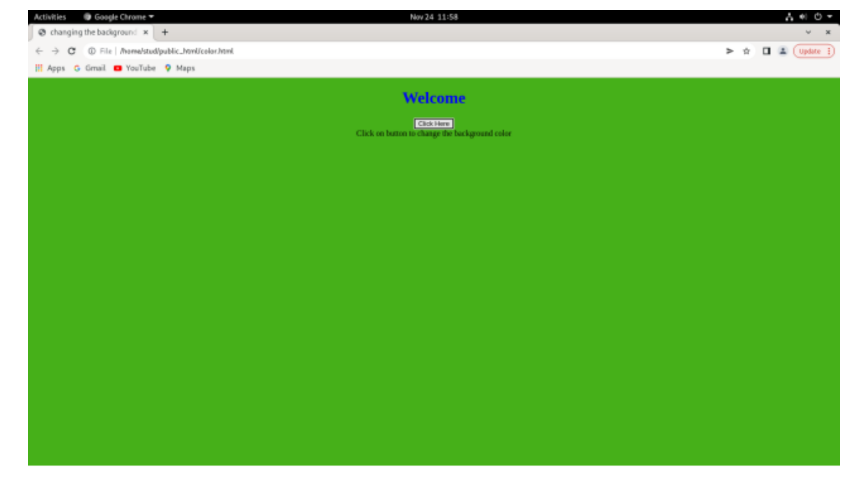 Activities Google Chrome Nov 24 11:58
changing the background
File /home/stud/public_html/color.html Update
Apps Gmail YouTube Maps
Welcome
Click Here
Click on button to change the background color